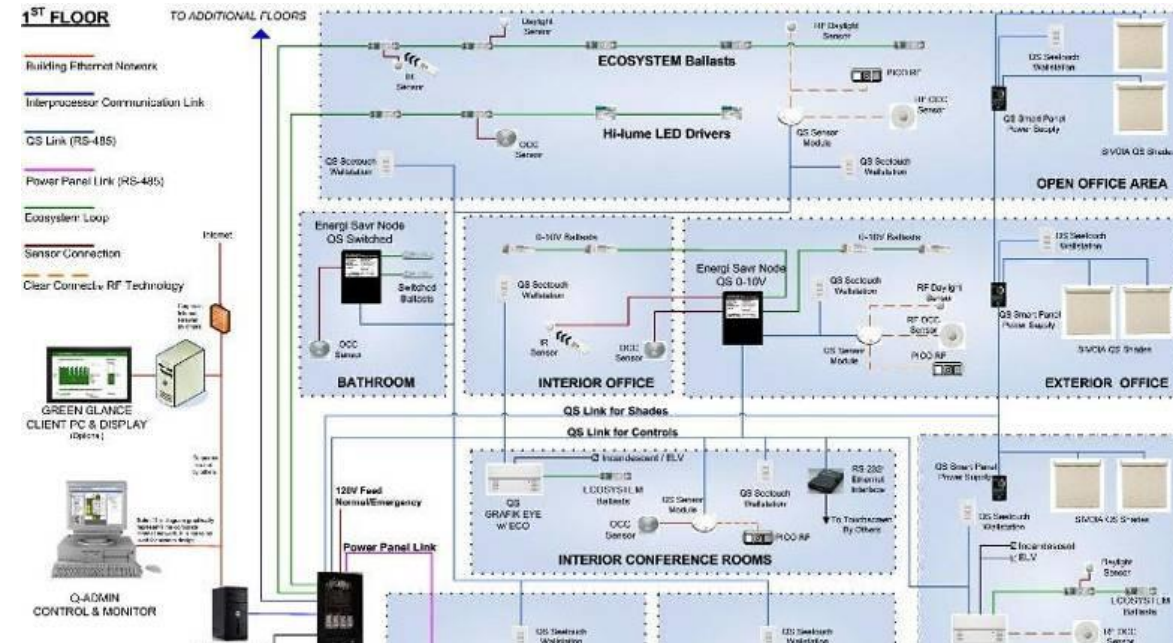 1ST FLOOR
TO ADDITIONAL FLOORS
Building Ethernet Network
Interprocessor Communication Link
QS Link (RS-485)
Power Panel Link (RS-485)
Ecosystem Loop
Sensor Connection
Clear Connect RF Technology
Internet
GREEN GLANCE
CLIENT PC & DISPLAY
(Optional)
Q-ADMIN
CONTROL & MONITOR
Daylight
Sensor
RF Daylight
Sensor
ECOSYSTEM Ballasts
IR
Sensor
PICO RF
RF OCC
Sensor
Hi-lume LED Drivers
OCC
Sensor
QS Sensor
Module
QS Seetouch
Wallstation
QS Seetouch
Wallstation
QS Seetouch
Wallstation
QS Smart Panel
Power Supply
SIVOIA QS Shades
OPEN OFFICE AREA
Energi Savr Node
QS Switched
Switched
Ballasts
OCC
Sensor
BATHROOM
0-10V Ballasts
QS Seetouch
Wallstation
IR
Sensor
OCC
Sensor
INTERIOR OFFICE
Energi Savr Node
QS 0-10V
0-10V Ballasts
QS Seetouch
Wallstation
RF Daylight
Sensor
RF OCC
Sensor
QS Sensor
Module
PICO RF
QS Seetouch
Wallstation
QS Smart Panel
Power Supply
SIVOIA QS Shades
EXTERIOR OFFICE
QS Link for Shades
QS Link for Controls
120V Feed
Normal/Emergency
Power Panel Link
Incandescent / ELV
QS
GRAFIK EYE
w/ ECO
ECOSYSTEM
Ballasts
OCC
Sensor
QS Sensor
Module
QS Seetouch
Wallstation
PICO RF
RS 232/
Ethernet
Interface
To Touchscreen
By Others
INTERIOR CONFERENCE ROOMS
QS Smart Panel
Power Supply
SIVOIA QS Shades
QS Seetouch
Wallstation
Incandescent
ELV
Daylight
Sensor
ECOSYSTEM
Ballasts
RF OCC
Sensor
QS Seetouch
Wallstation
QS Seetouch
Wallstation